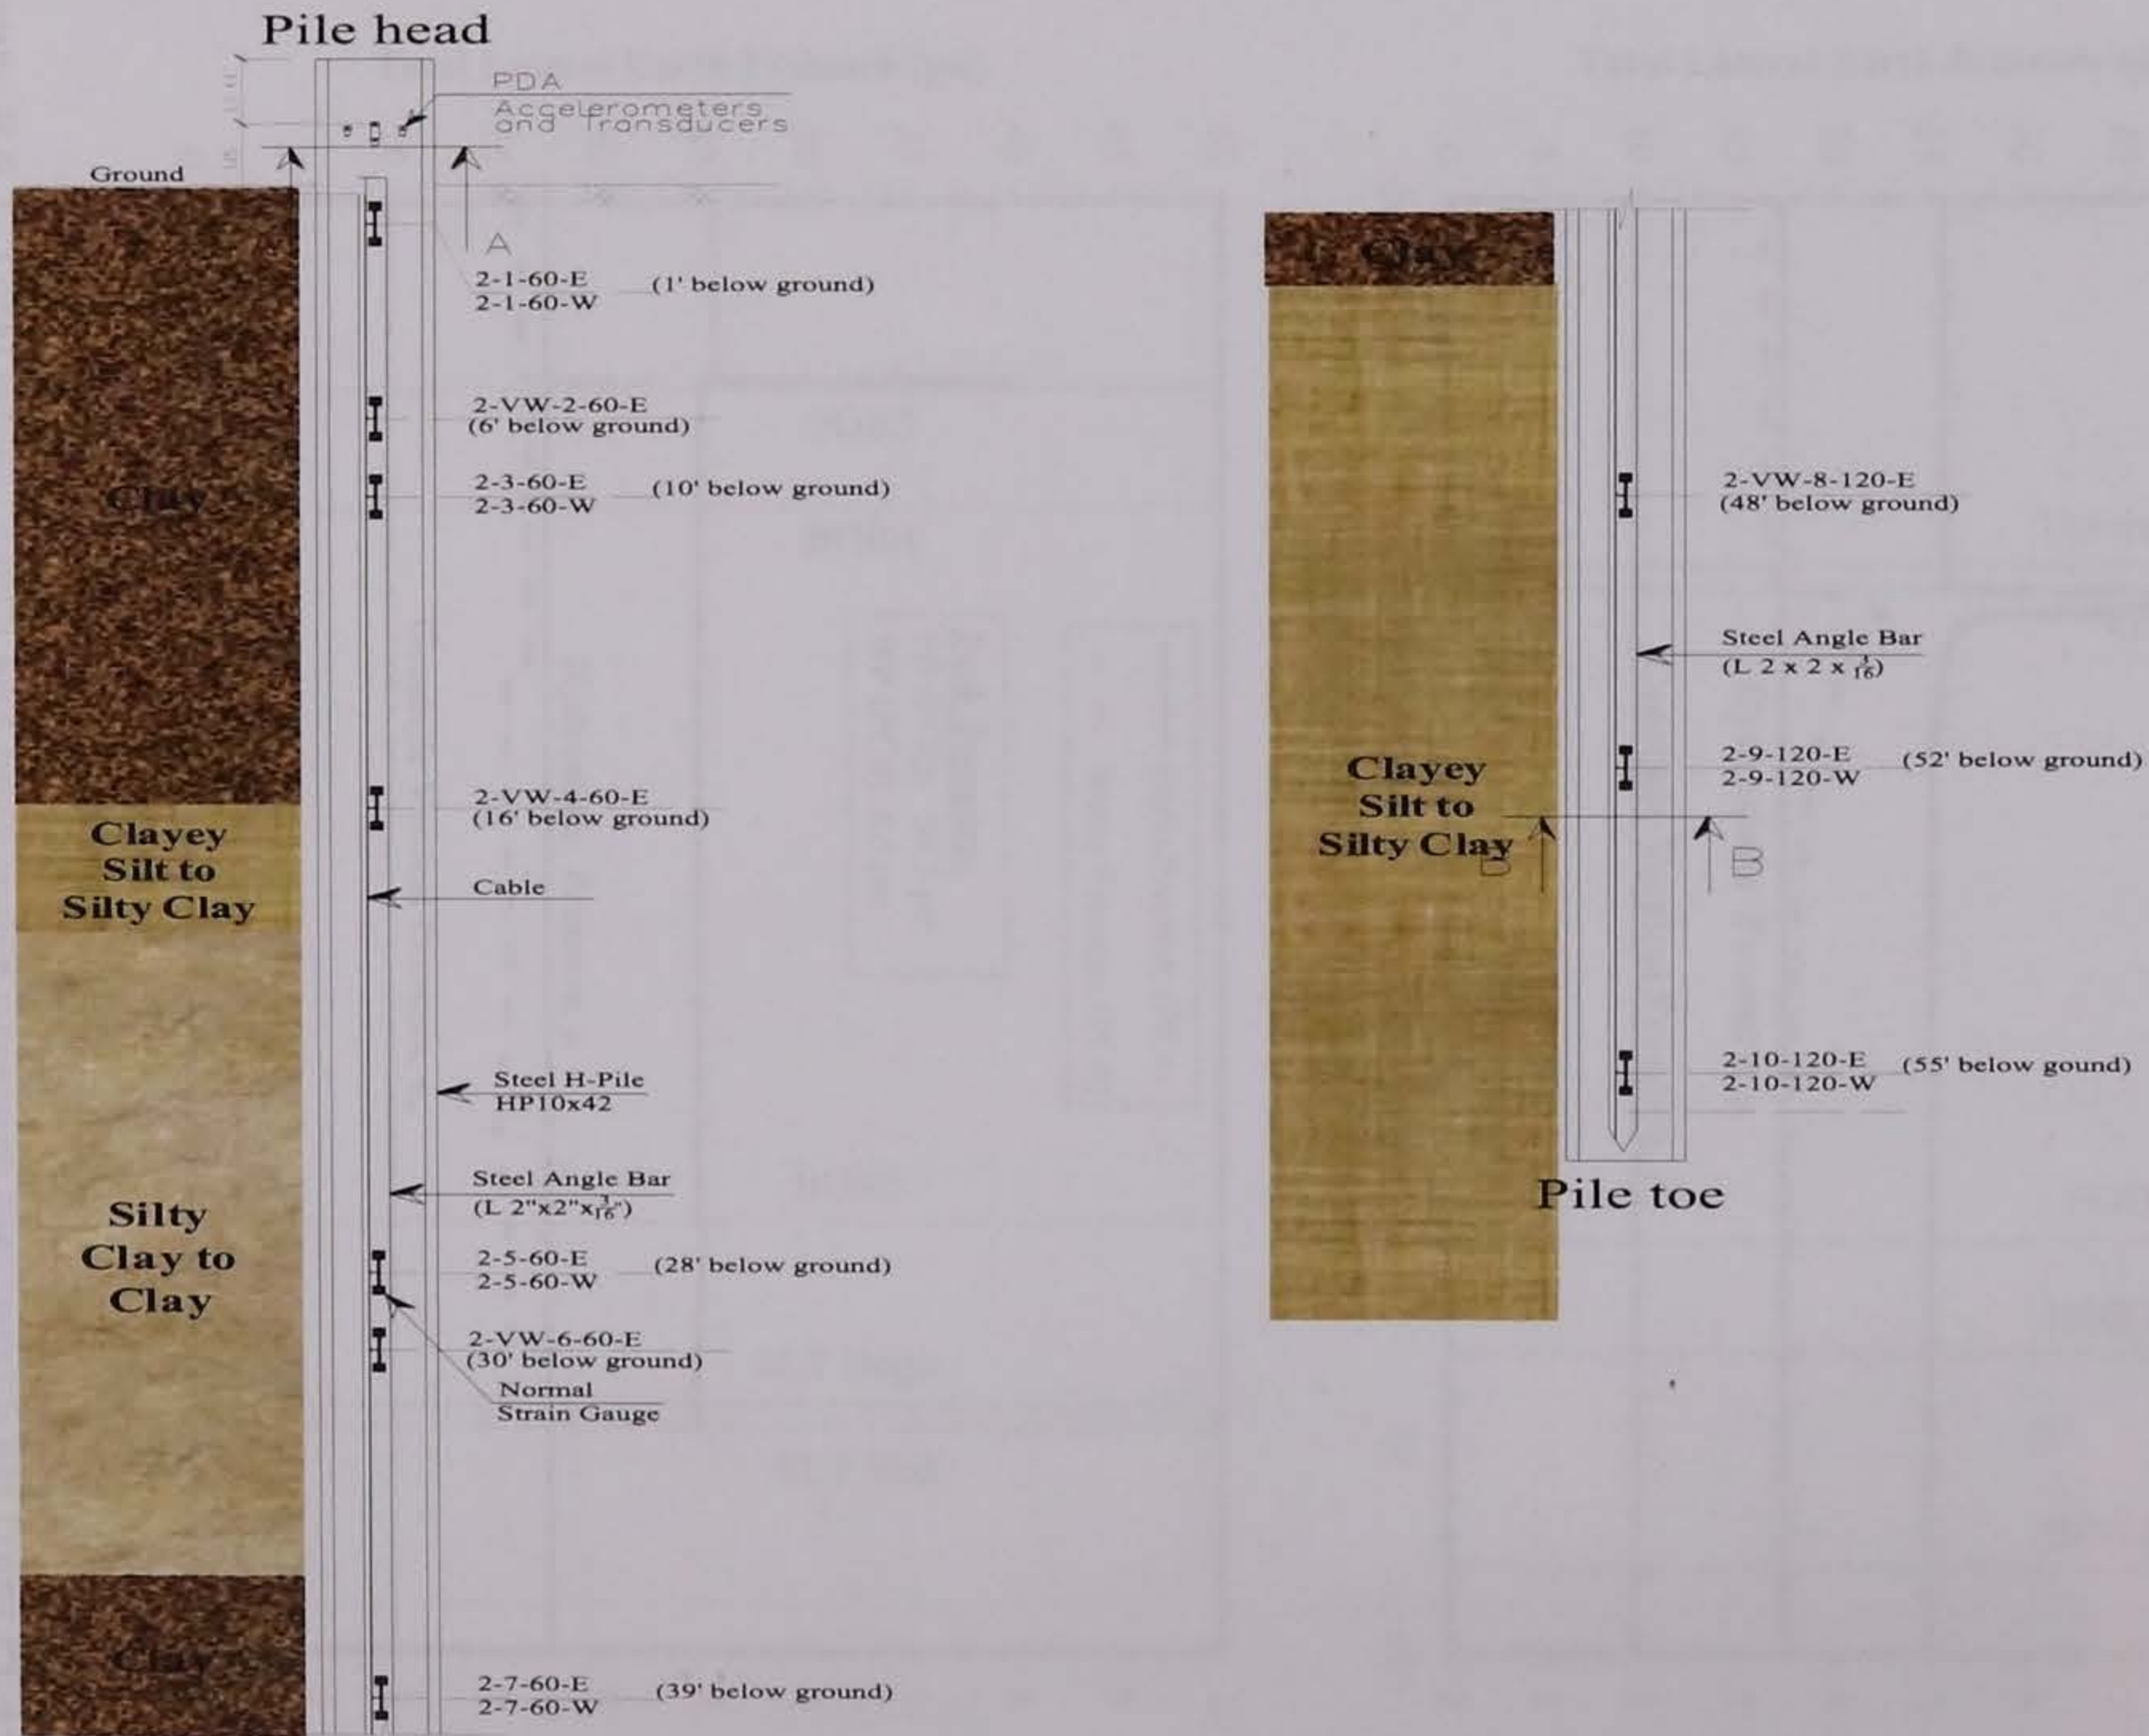 Pile head
PDA
Accelerometers
and Transducers
Ground
A
2-1-60-E
2-1-60-W
(1' below ground)
2-VW-2-60-E
(6' below ground)
Clay
2-3-60-E
2-3-60-W
(10' below ground)
2-VW-4-60-E
(16' below ground)
Clayey
Silt to
Silty Clay
Cable
Steel H-Pile
HP10x42
Steel Angle Bar
(L 2"x2"x3/16")
Silty
Clay to
Clay
2-5-60-E
2-5-60-W
(28' below ground)
2-VW-6-60-E
(30' below ground)
Normal
Strain Gauge
Clay
2-7-60-E
2-7-60-W
(39' below ground)
Clay
2-VW-8-120-E
(48' below ground)
Steel Angle Bar
(L 2 x 2 x 3/16)
Clayey
Silt to
Silty Clay
2-9-120-E
2-9-120-W
(52' below ground)
B
B
2-10-120-E
2-10-120-W
(55' below gound)
Pile toe